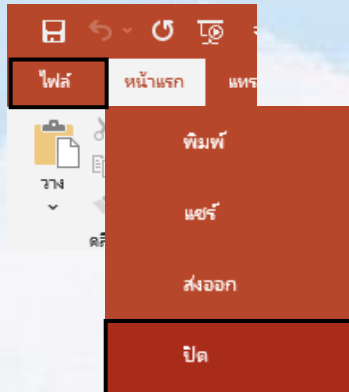 ไฟล์ หน้าแรก
วาง
พิมพ์
แชร์
ส่งออก
ปิด